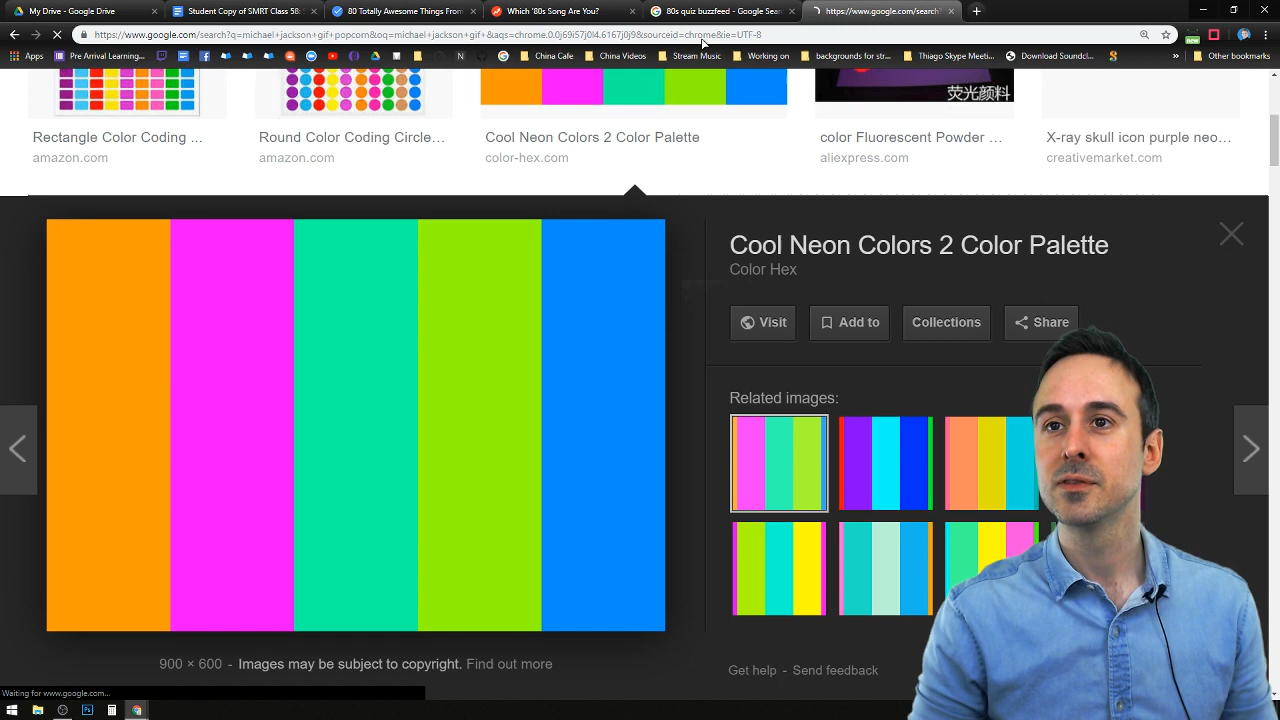 My Drive - Google Drive
Student Copy of SMRT Class 58:
80 Totally Awesome Things From
Which '80s Song Are You?
80s quiz buzzfeed - Google Sear
https://www.google.com/search?
https://www.google.com/search?q=michael+jackson+gif+popcorn&oq=michael+jackson+gif+&aqs=chrome.0.0j69i57j0l4.6167j0j9&sourceid=chrome&ie=UTF-8
new
Apps
Pre Arrival Learning...
China Cafe
China Videos
Stream Music
Working on
backgrounds for str...
Thiago Skype Meeti...
Download Soundcl...
Other bookmarks
荧光颜料
Rectangle Color Coding ...
Round Color Coding Circle...
Cool Neon Colors 2 Color Palette
color Fluorescent Powder ...
X-ray skull icon purple neo...
amazon.com
amazon.com
color-hex.com
aliexpress.com
creativemarket.com
Cool Neon Colors 2 Color Palette
Color Hex
Visit
Add to
Collections
Share
Related images:
900 × 600 - Images may be subject to copyright. Find out more
Get help - Send feedback
Waiting for www.google.com...